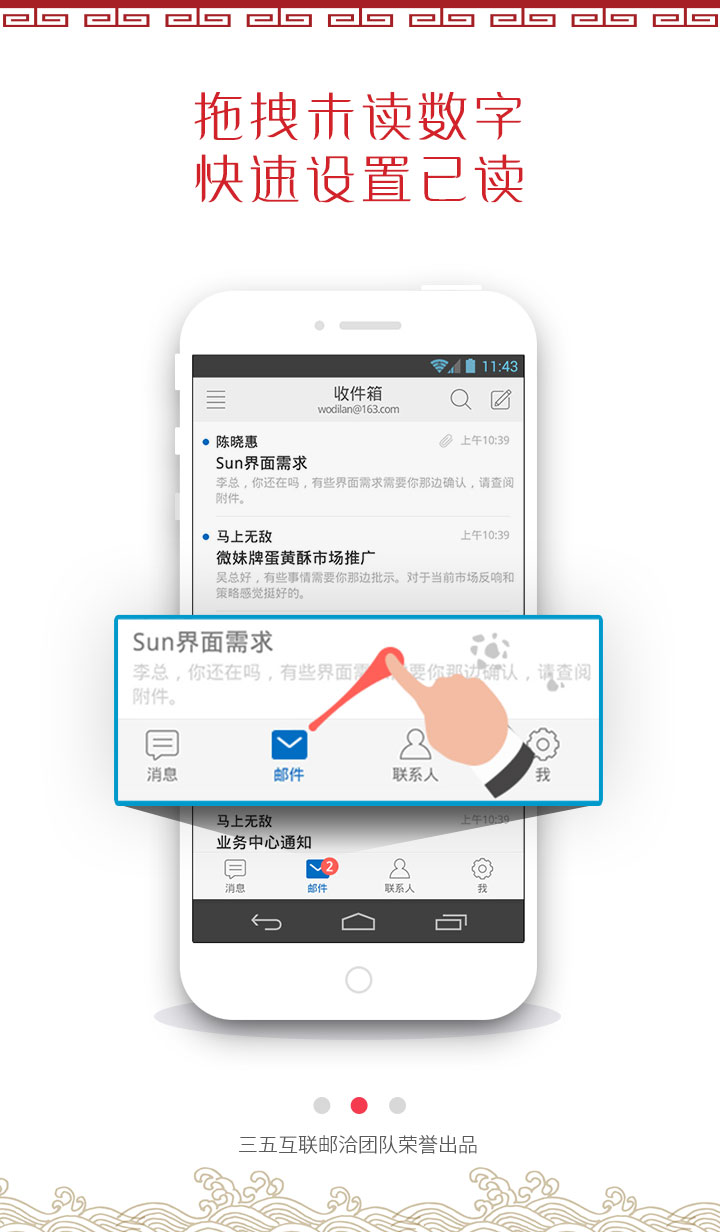 拖拽未读数字
快速设置已读
11:43
收件箱
wodilan@163.com
陈晓惠
上午10:39
Sun界面需求
李总，你还在吗，有些界面需求需要你那边确认，请查阅
附件。
马上无敌
上午10:39
微妹牌蛋黄酥市场推广
吴总好，有些事情需要你那边批示。对于当前市场反响和
策略感觉挺好的。
Sun界面需求
李总，你还在吗，有些界面需 要你那边确认，请查阅
附件。
消息
邮件
联系人
我
马上无敌
上午10:39
业务中心通知
2
消息
邮件
联系人
我
三五互联邮洽团队荣誉出品